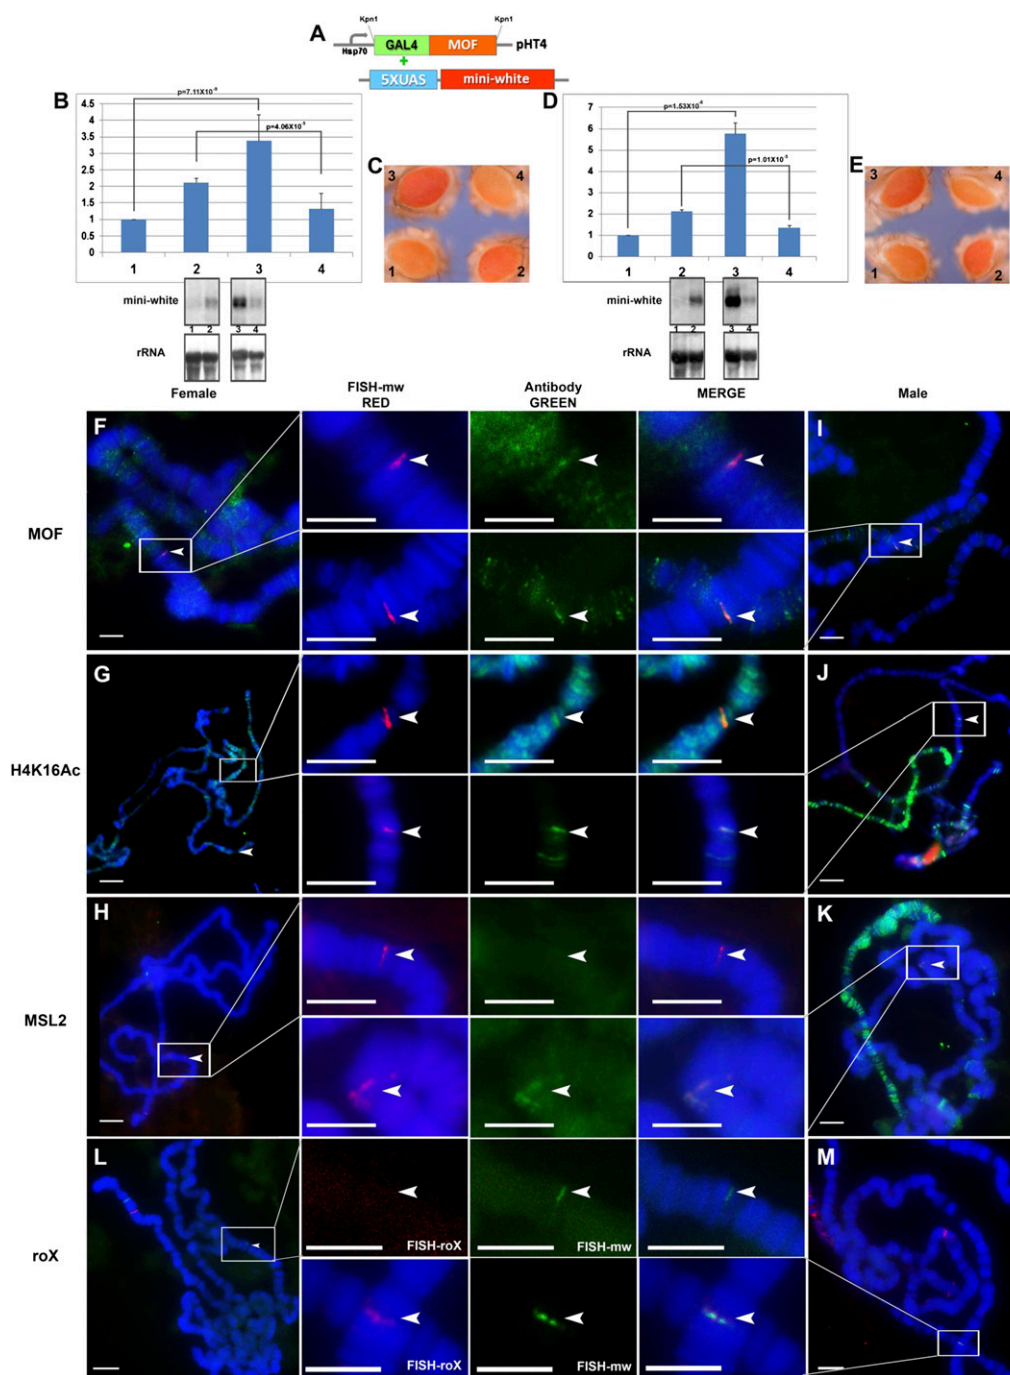 A
Kpn1
Kpn1
Hsp70
GAL4
MOF
pHT4
+
5XUAS
mini-white
B
4.5
4
3.5
3
2.5
2
1.5
1
0.5
0
1
2
3
4
mini-white
1 2 3 4
rRNA
C
3 4
1 2
D
p=1.01X10
7
6
5
4
3
2
1
0
1
2
3
4
mini-white
1 2 3 4
rRNA
E
3 4
1 2
Female
FISH-mw
RED
Antibody
GREEN
MERGE
Male
MOF
F
I
H4K16Ac
G
J
MSL2
H
K
roX
L
FISH-roX
FISH-mw
M
FISH-roX
FISH-mw